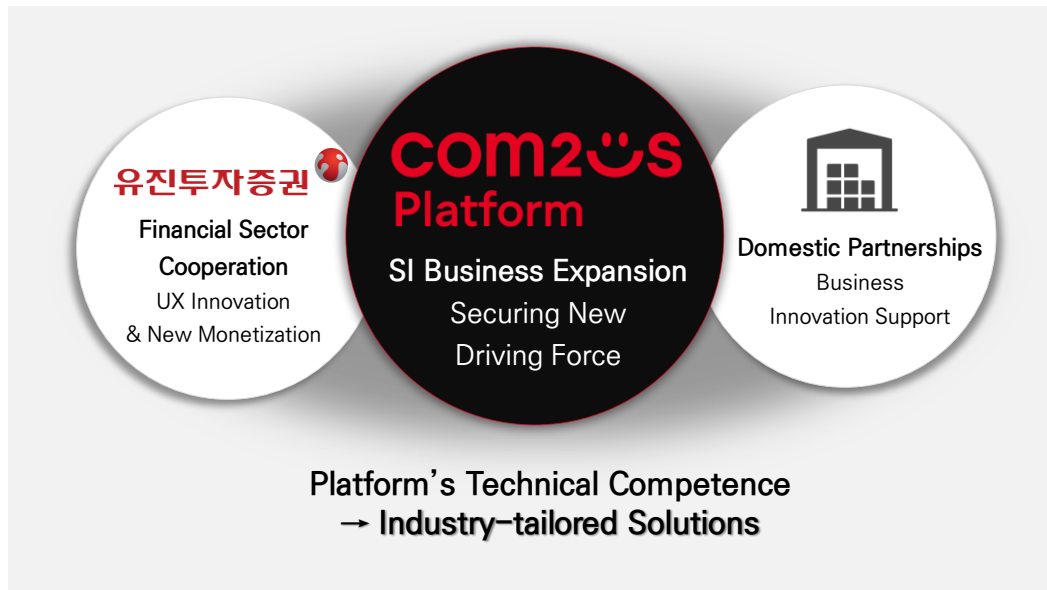 유진투자증권
Financial Sector
Cooperation
UX Innovation
& New Monetization
com2us
Platform
SI Business Expansion
Securing New
Driving Force
Domestic Partnerships
Business
Innovation Support
Platform's Technical Competence
→ Industry-tailored Solutions